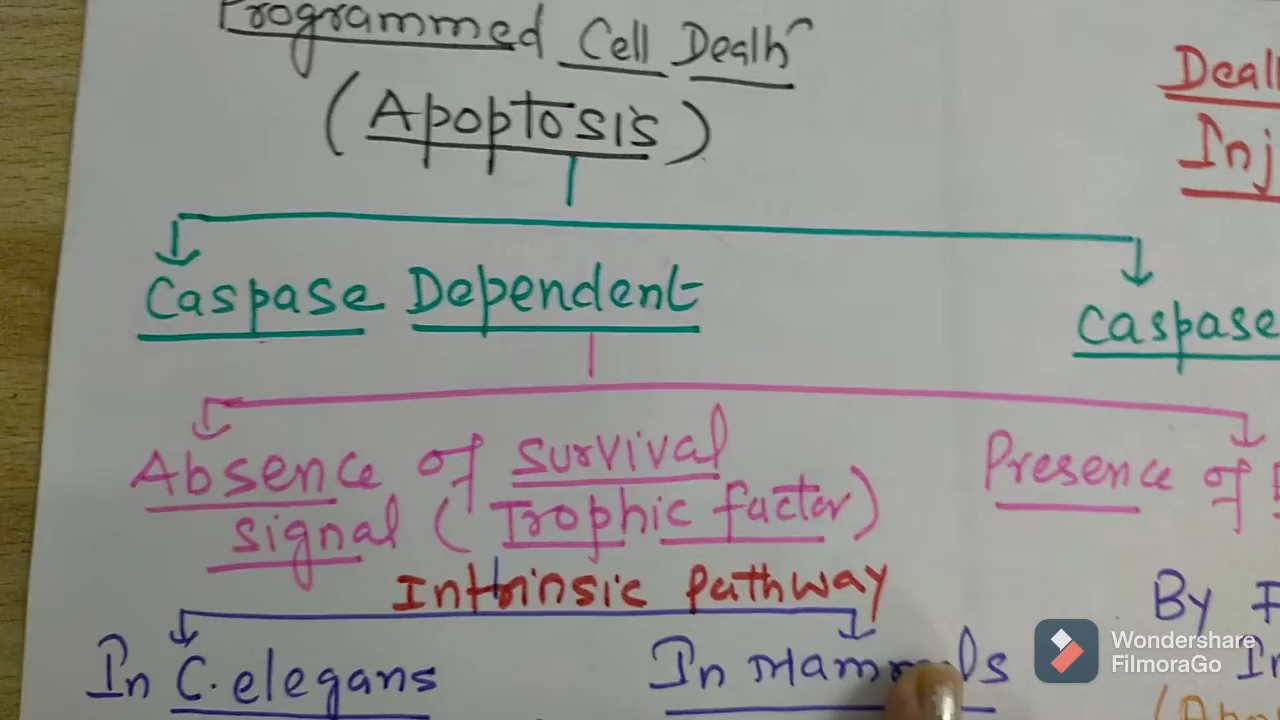 Programmed Cell Death
(Apoptosis)
Caspase Dependent
Caspase
Absence of survival
signal (Trophic factor)
Presence of
Intrinsic Pathway
In C. elegans
In Mammals
By
Wondershare
FilmoraGo